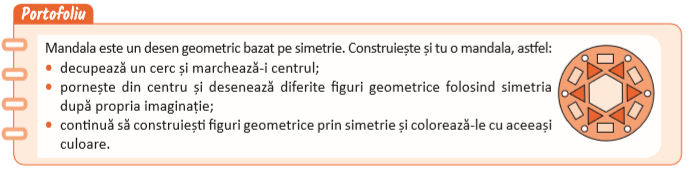 Portofoliu
Mandala este un desen geometric bazat pe simetrie. Construiește și tu o mandala, astfel:
• decupează un cerc și marchează-i centrul;
• pornește din centru și desenează diferite figuri geometrice folosind simetria
după propria imaginație;
• continuă să construiești figuri geometrice prin simetrie și colorează-le cu aceeași
culoare.